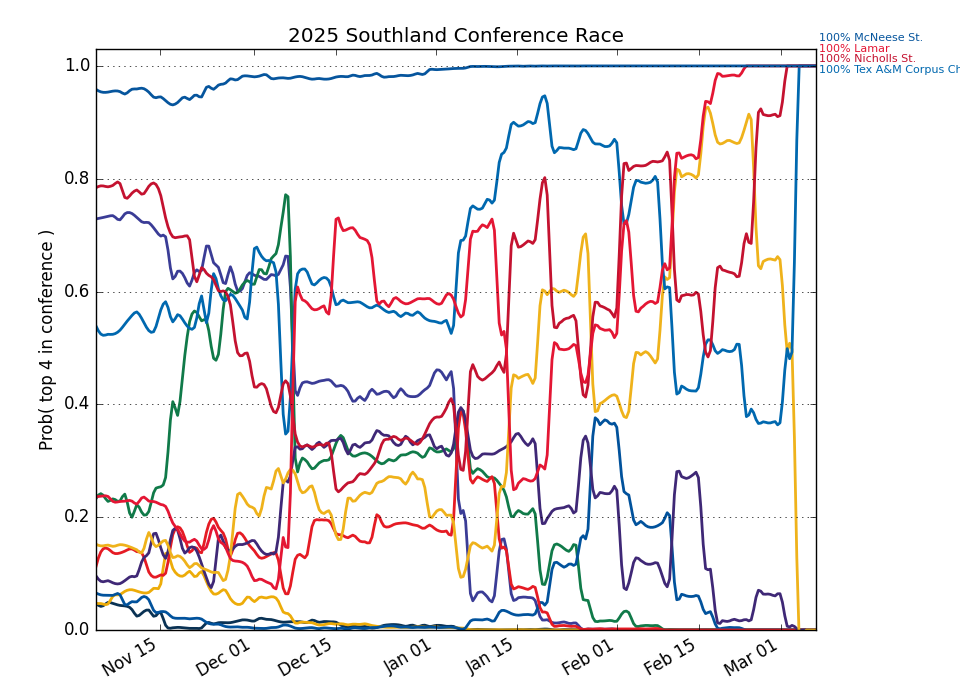 2025 Southland Conference Race
100% McNeese St.
100% Lamar
100% Nicholls St.
100% Tex A&M Corpus Ch
Prob( top 4 in conference )
1.0
0.8
0.6
0.4
0.2
0.0
Nov 15
Dec 01
Dec 15
Jan 01
Jan 15
Feb 01
Feb 15
Mar 01